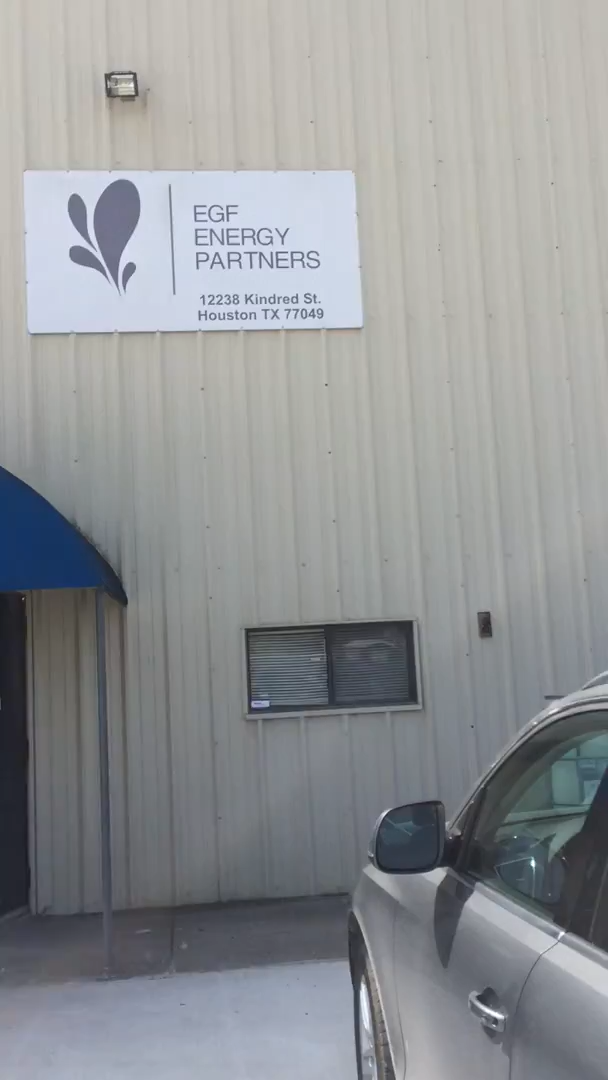 EGF
ENERGY
PARTNERS
12238 Kindred St.
Houston TX 77049